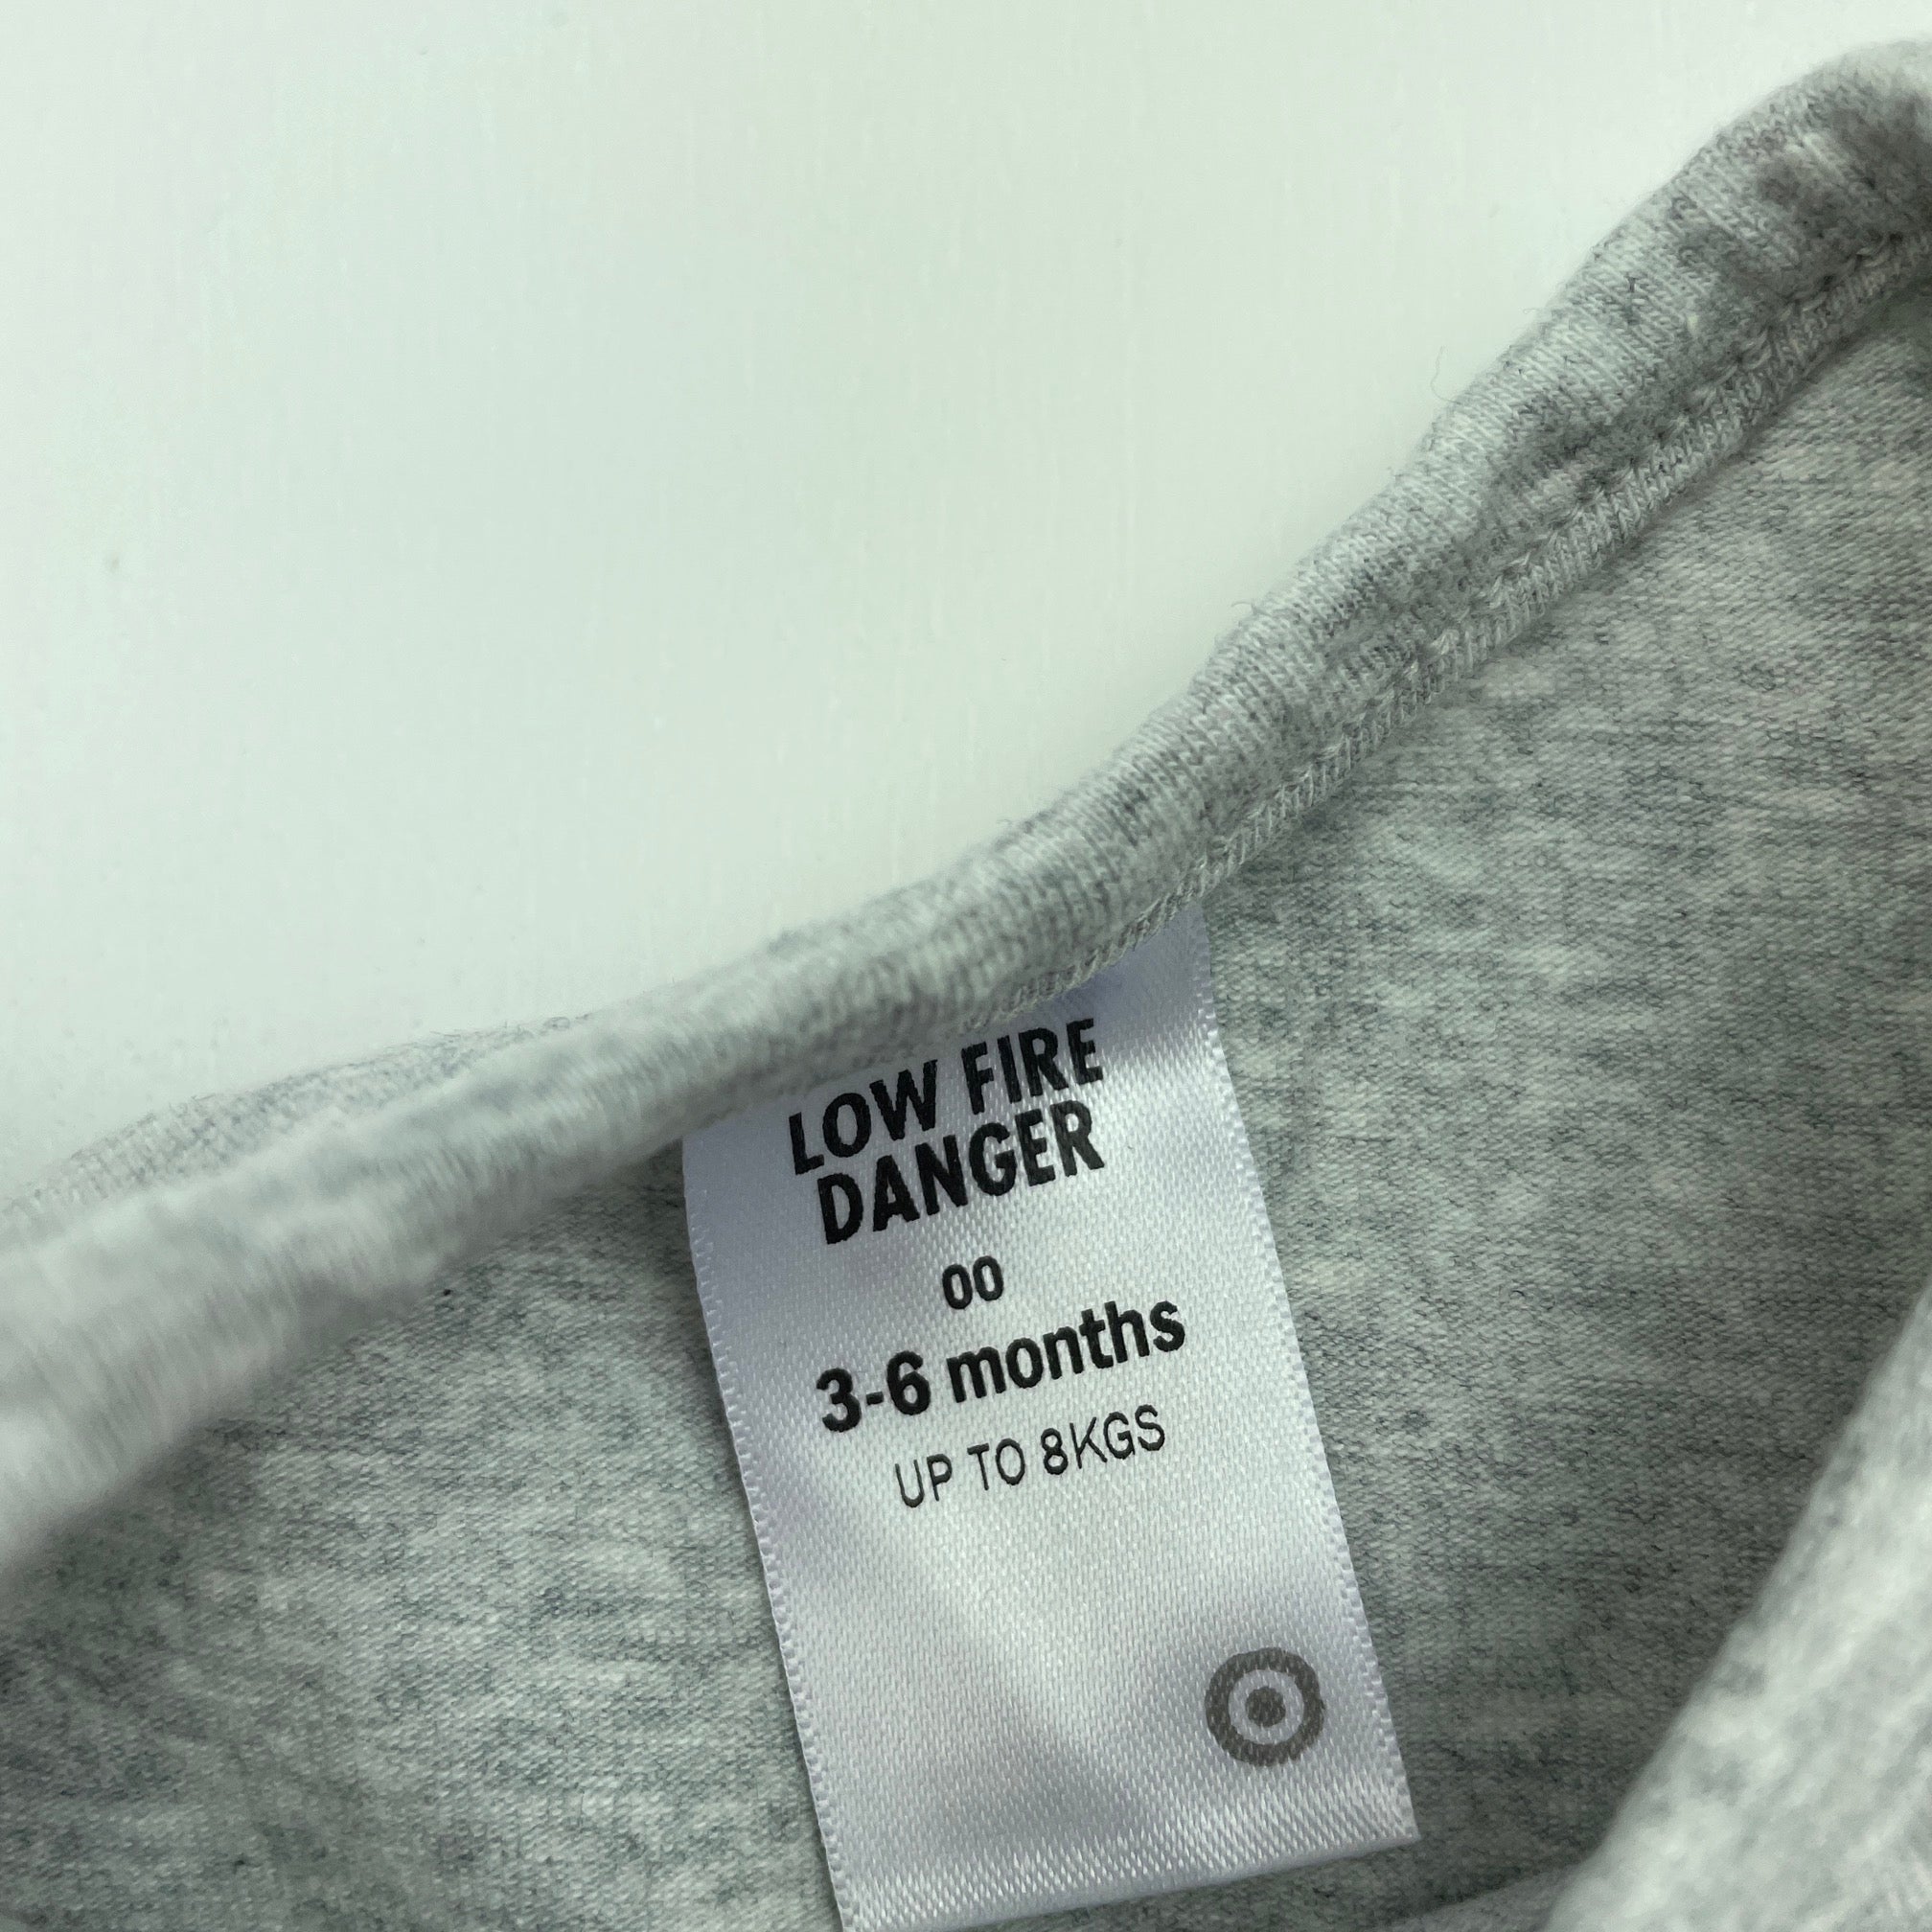 LOW FIRE
DANGER
00
3-6 months
UP TO 8KGS